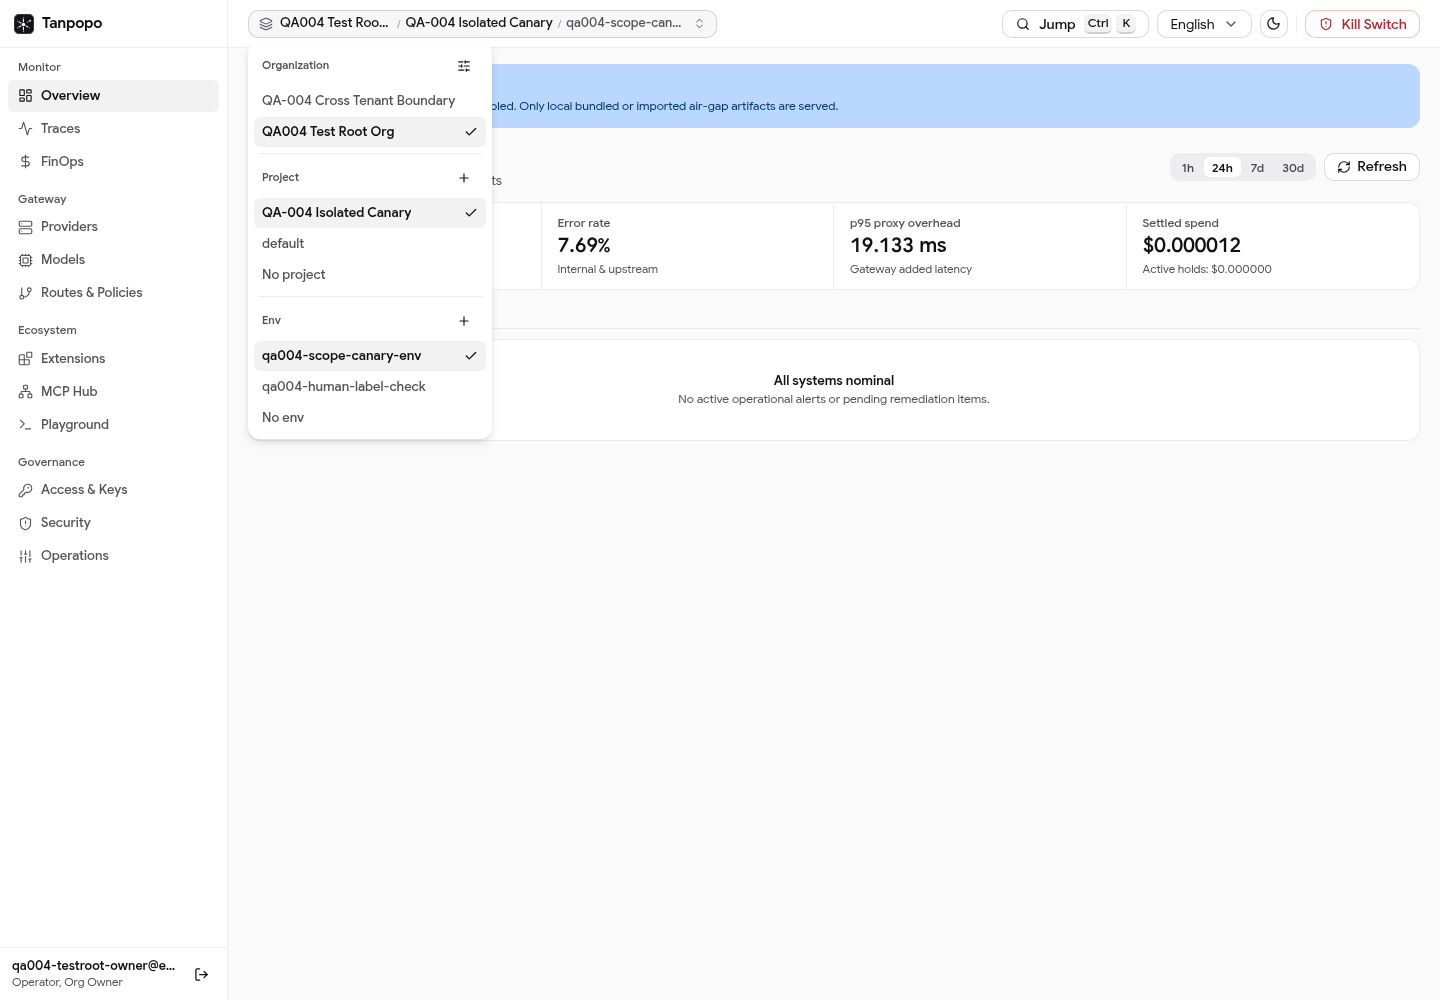 Tanpopo
QA004 Test Roo... / QA-004 Isolated Canary / qa004-scope-can...
Jump Ctrl K
English
Kill Switch
Monitor
Overview
Traces
FinOps
Gateway
Providers
Models
Routes & Policies
Ecosystem
Extensions
MCP Hub
Playground
Governance
Access & Keys
Security
Operations
qa004-testroot-owner@e...
Operator, Org Owner
Organization
QA-004 Cross Tenant Boundary
QA004 Test Root Org
Project
QA-004 Isolated Canary
default
No project
Env
qa004-scope-canary-env
qa004-human-label-check
No env
Only local bundled or imported air-gap artifacts are served.
1h 24h 7d 30d
Refresh
Error rate
7.69%
Internal & upstream
p95 proxy overhead
19.133 ms
Gateway added latency
Settled spend
$0.000012
Active holds: $0.000000
All systems nominal
No active operational alerts or pending remediation items.